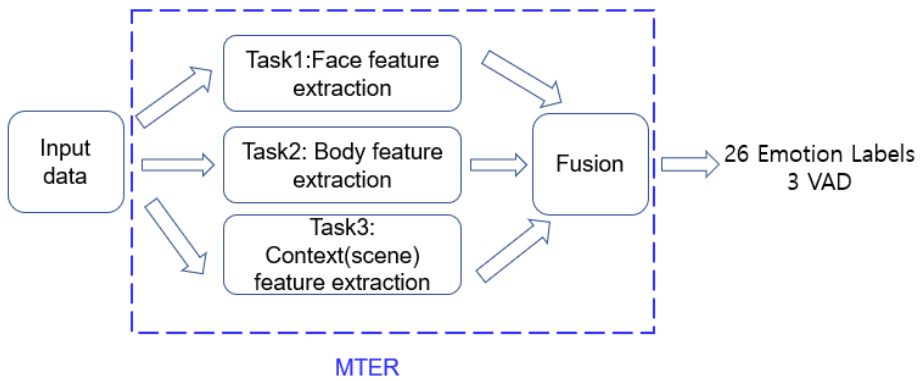 Input
data
Task1:Face feature
extraction
Task2: Body feature
extraction
Task3:
Context(scene)
feature extraction
Fusion
26 Emotion Labels
3 VAD
MTER